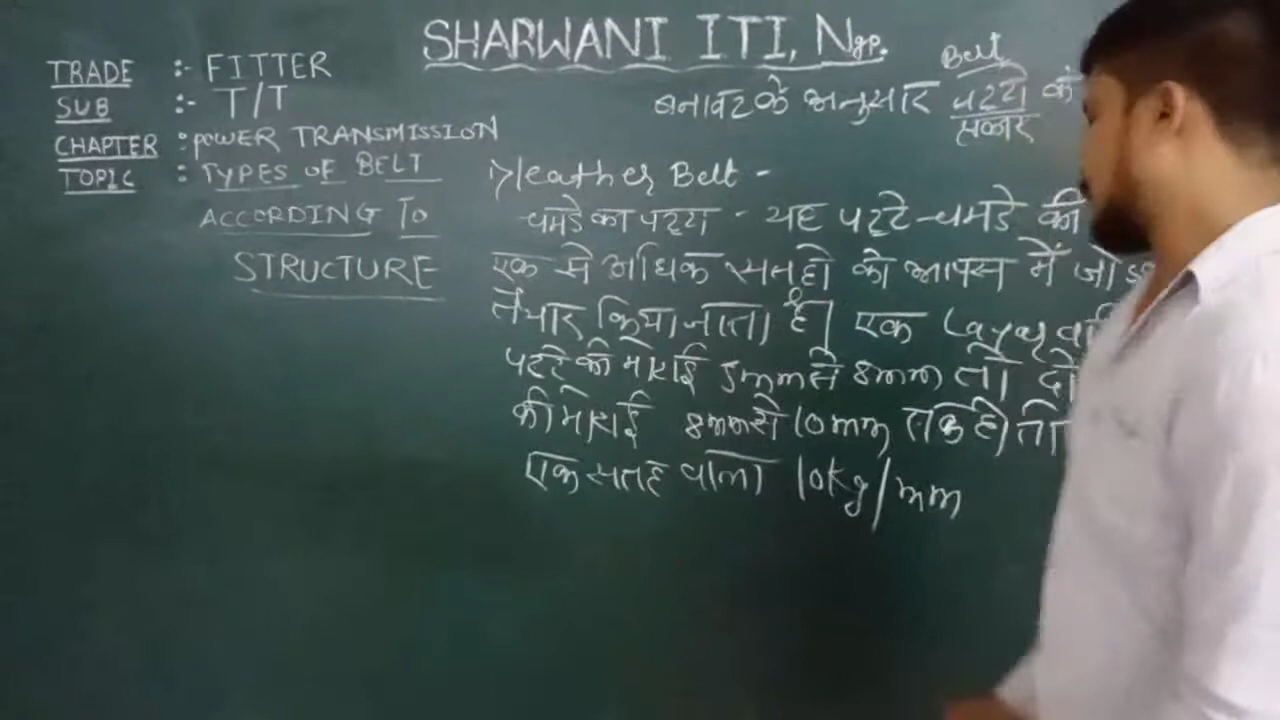 SHARWANI ITI, Ngp.
TRADE :- FITTER
SUB :- T/T
CHAPTER : POWER TRANSMISSION
TOPIC : TYPES OF BELT
ACCORDING TO
STRUCTURE
Belt
बनावट के अनुसार पट्टो के
प्रकार
1) Leather Belt -
चमडे का पट्टा - यह पट्टे चमडे की
एक से अधिक सतहो को आपस में
तैयार किया जाता है। एक Layer
पट्टे की मोटाई 5mm से 8mm तो दो
की मोटाई 8mm से 10mm तक होती
एक सतह वाला 10kg/mm